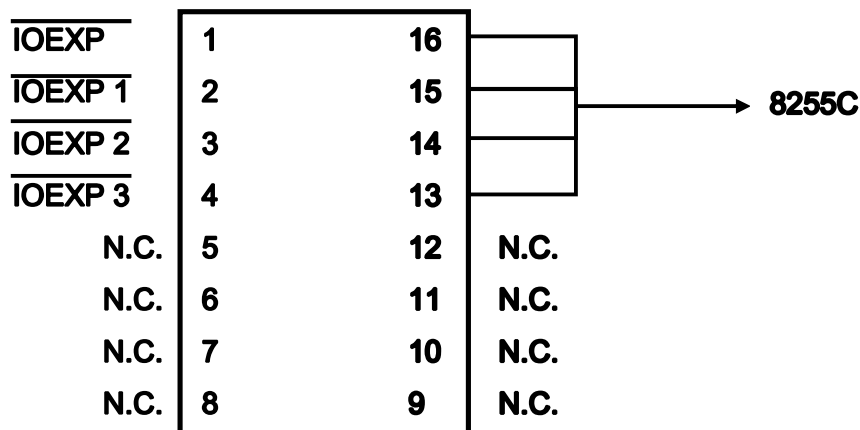 IOEXP 1 16
IOEXP 1 2 15 8255C
IOEXP 2 3 14
IOEXP 3 4 13
N.C. 5 12 N.C.
N.C. 6 11 N.C.
N.C. 7 10 N.C.
N.C. 8 9 N.C.